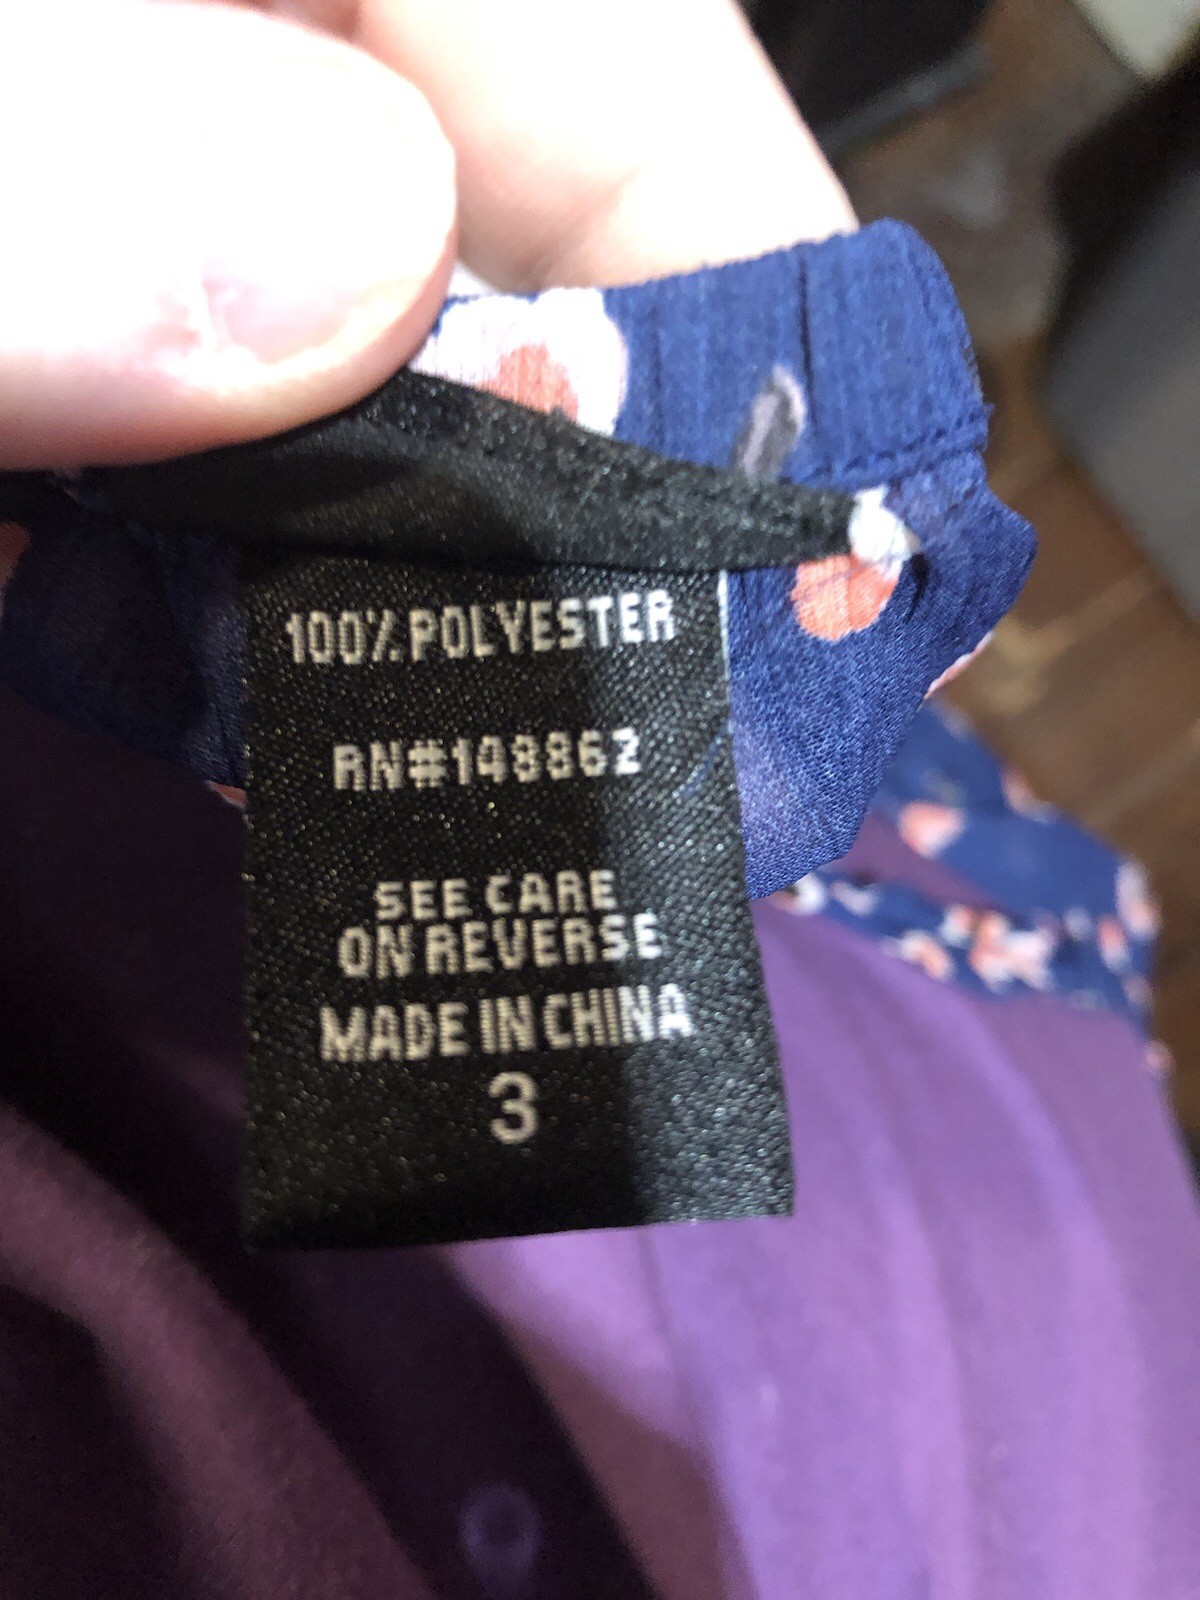 100% POLYESTER
RN#148862
SEE CARE
ON REVERSE
MADE IN CHINA
3